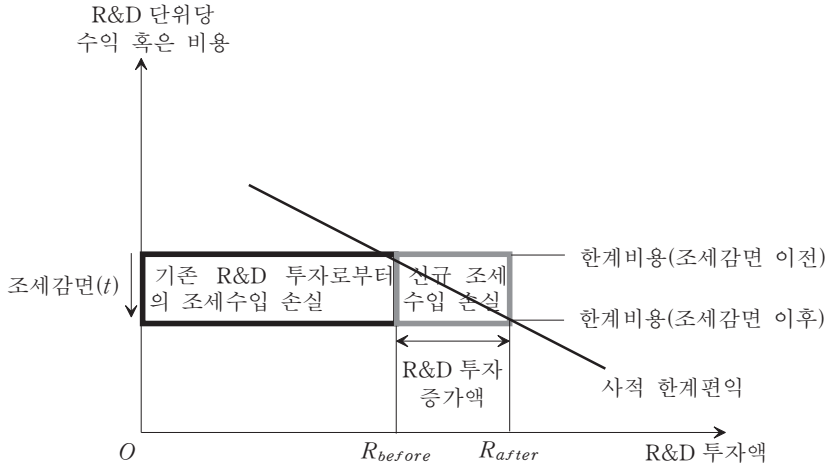 R&D 단위당
수익 혹은 비용
조세감면(t)
기존 R&D 투자로부터
의 조세수입 손실
신규 조세
수입 손실
한계비용(조세감면 이전)
한계비용(조세감면 이후)
R&D 투자
증가액
사적 한계편익
O
R_before
R_after
R&D 투자액